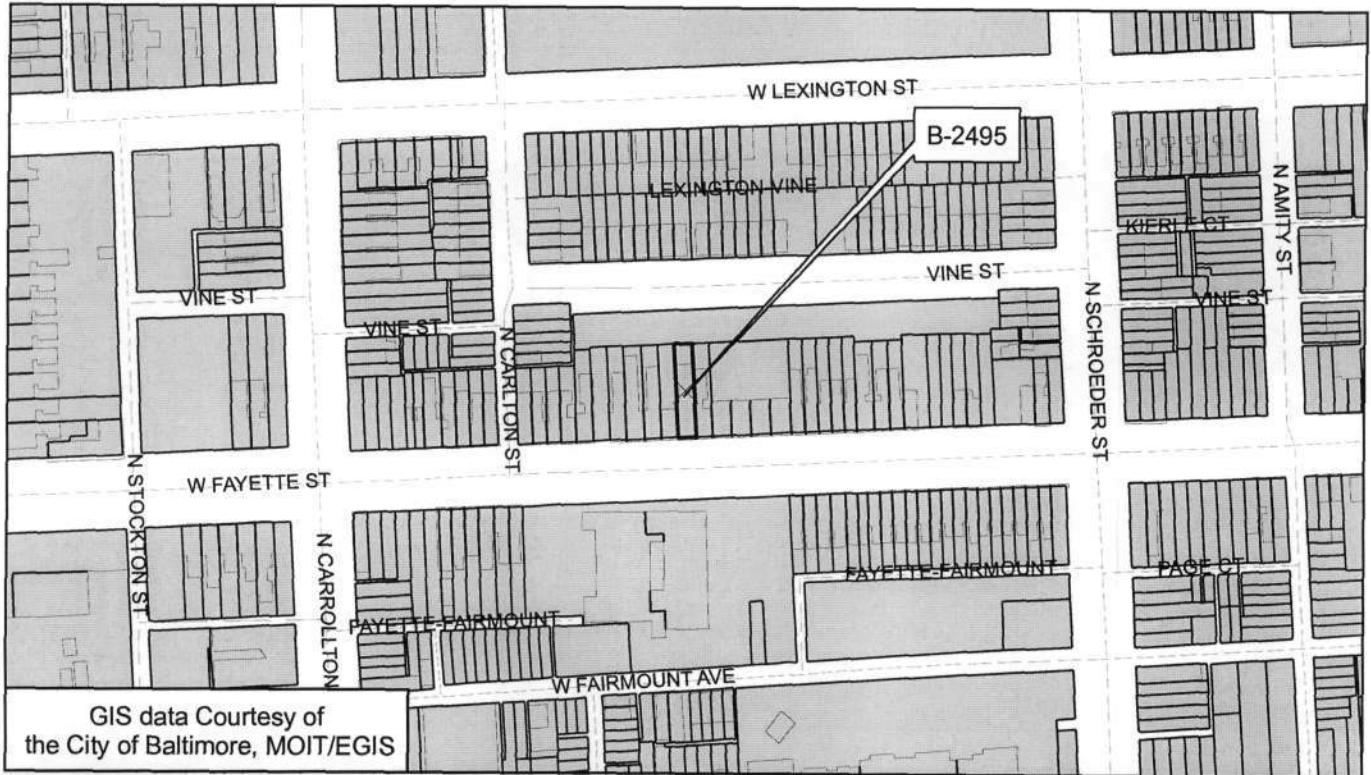 W LEXINGTON ST
B-2495
LEXINGTON-VINE
N AMITY ST
KIERLE CT
VINE ST
VINE ST
VINE ST
VINE ST
N SCHROEDER ST
N CARLTON ST
W FAYETTE ST
N STOCKTON ST
N CARROLLTON
FAYETTE-FAIRMOUNT
PAGE CT
FAYETTE-FAIRMOUNT
W FAIRMOUNT AVE
GIS data Courtesy of
the City of Baltimore, MOIT/EGIS